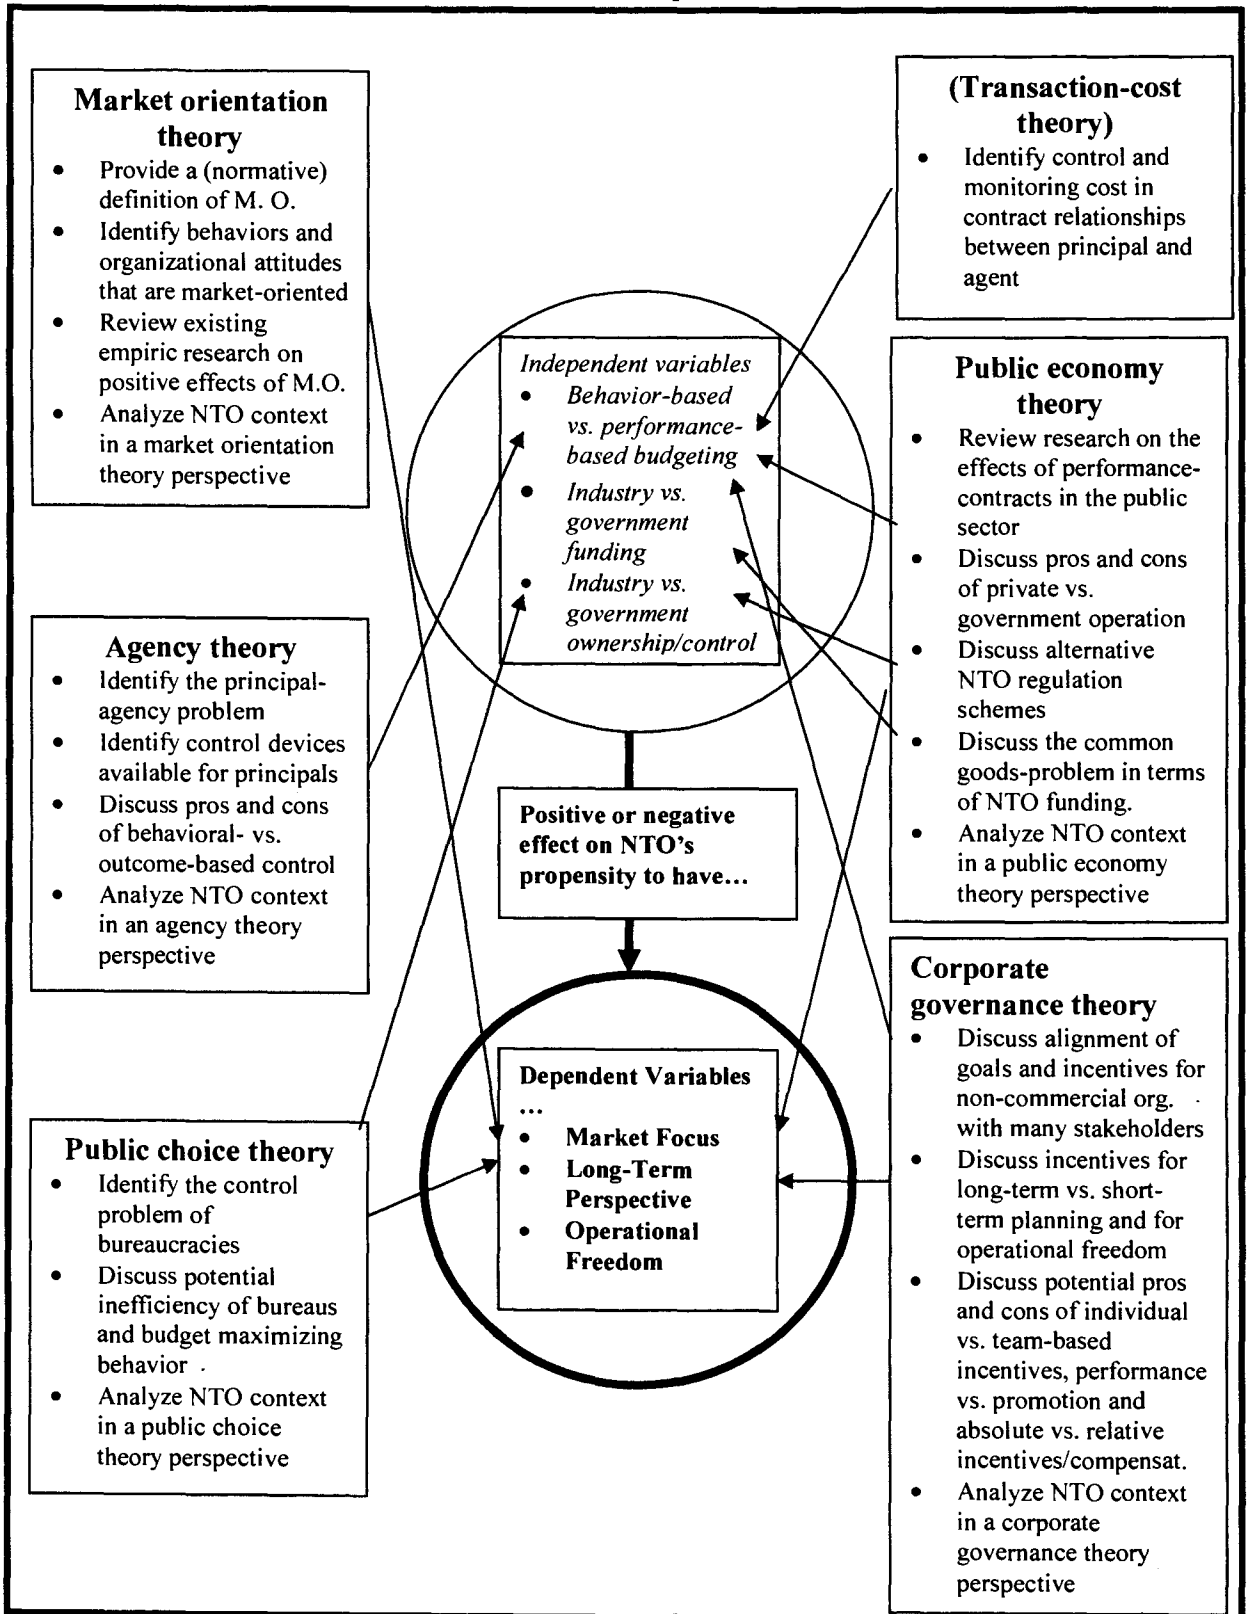 Market orientation
theory
• Provide a (normative)
definition of M. O.
• Identify behaviors and
organizational attitudes
that are market-oriented
• Review existing
empiric research on
positive effects of M.O.
• Analyze NTO context
in a market orientation
theory perspective
Agency theory
• Identify the principal-
agency problem
• Identify control devices
available for principals
• Discuss pros and cons
of behavioral- vs.
outcome-based control
• Analyze NTO context
in an agency theory
perspective
Public choice theory
• Identify the control
problem of
bureaucracies
• Discuss potential
inefficiency of bureaus
and budget maximizing
behavior
• Analyze NTO context
in a public choice
theory perspective
Independent variables
• Behavior-based
vs. performance-
based budgeting
• Industry vs.
government
funding
• Industry vs.
government
ownership/control
Positive or negative
effect on NTO's
propensity to have...
Dependent Variables
...
• Market Focus
• Long-Term
Perspective
• Operational
Freedom
(Transaction-cost
theory)
• Identify control and
monitoring cost in
contract relationships
between principal and
agent
Public economy
theory
• Review research on the
effects of performance-
contracts in the public
sector
• Discuss pros and cons
of private vs.
government operation
• Discuss alternative
NTO regulation
schemes
• Discuss the common
goods-problem in terms
of NTO funding.
• Analyze NTO context
in a public economy
theory perspective
Corporate
governance theory
• Discuss alignment of
goals and incentives for
non-commercial org.
with many stakeholders
• Discuss incentives for
long-term vs. short-
term planning and for
operational freedom
• Discuss potential pros
and cons of individual
vs. team-based
incentives, performance
vs. promotion and
absolute vs. relative
incentives/compensat.
• Analyze NTO context
in a corporate
governance theory
perspective